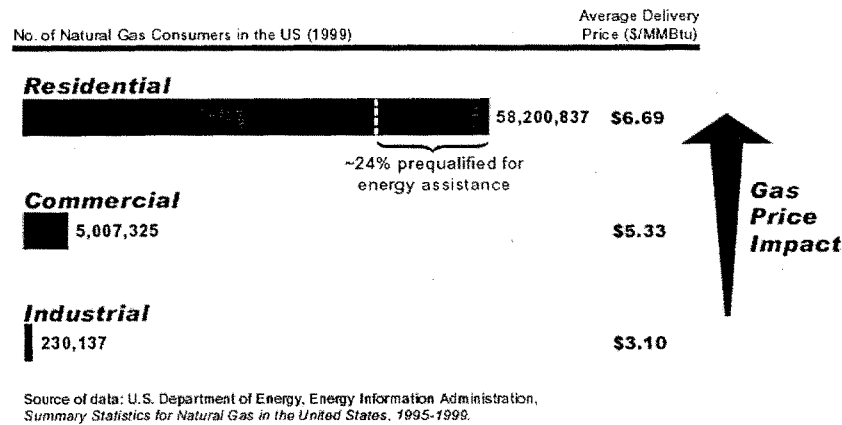 Average Delivery
No. of Natural Gas Consumers in the US (1999) Price ($/MMBtu)
Residential
58,200,837 $6.69
~24% prequalified for
energy assistance
Commercial
5,007,325 $5.33
Gas
Price
Impact
Industrial
230,137 $3.10
Source of data: U.S. Department of Energy, Energy Information Administration,
Summary Statistics for Natural Gas in the United States, 1995-1999.